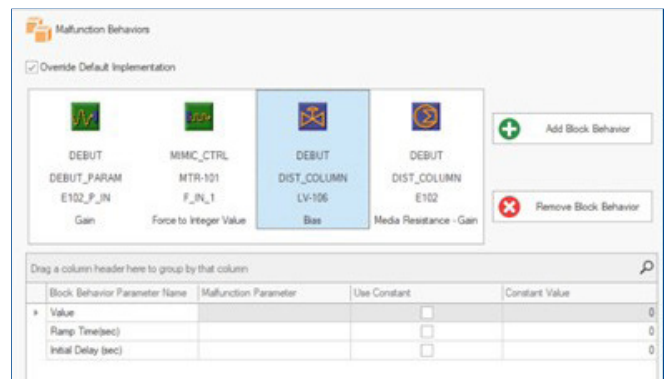 Malfunction Behaviors
Override Default Implementation
DEBUT MIMIC_CTRL DEBUT DEBUT
DEBUT_PARAM MTR-101 DIST_COLUMN DIST_COLUMN
E102_P_IN F_IN_1 LV-106 E102
Gain Force to Integer Value Bias Media Resistance - Gain
Add Block Behavior
Remove Block Behavior
Drag a column header here to group by that column
Block Behavior Parameter Name Malfunction Parameter Use Constant Constant Value
Value 0
Ramp Time(sec) 0
Initial Delay (sec) 0